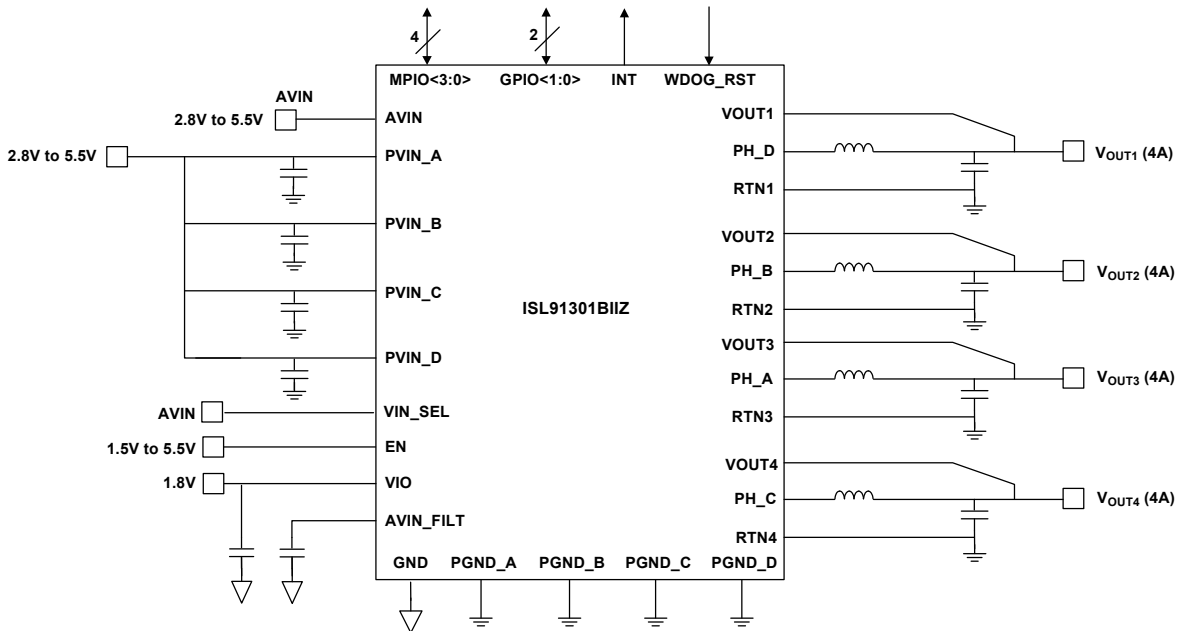 4
2
MPIO<3:0> GPIO<1:0> INT WDOG_RST
AVIN
2.8V to 5.5V
AVIN
2.8V to 5.5V
PVIN_A
PVIN_B
PVIN_C
PVIN_D
AVIN
VIN_SEL
1.5V to 5.5V
EN
1.8V
VIO
AVIN_FILT
GND PGND_A PGND_B PGND_C PGND_D
ISL91301BIIZ
VOUT1
PH_D
RTN1
VOUT1 (4A)
VOUT2
PH_B
RTN2
VOUT2 (4A)
VOUT3
PH_A
RTN3
VOUT3 (4A)
VOUT4
PH_C
RTN4
VOUT4 (4A)